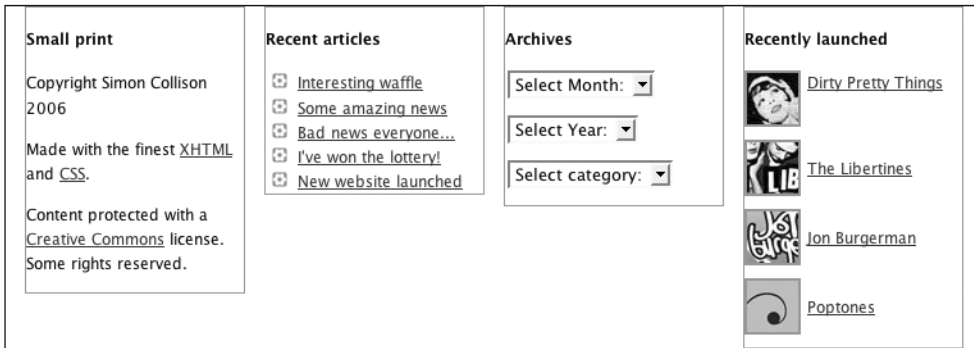 Small print
Copyright Simon Collison
2006
Made with the finest XHTML
and CSS.
Content protected with a
Creative Commons license.
Some rights reserved.
Recent articles
Interesting waffle
Some amazing news
Bad news everyone...
I've won the lottery!
New website launched
Archives
Select Month:
Select Year:
Select category:
Recently launched
Dirty Pretty Things
LIB
The Libertines
Jon Burgerman
Poptones